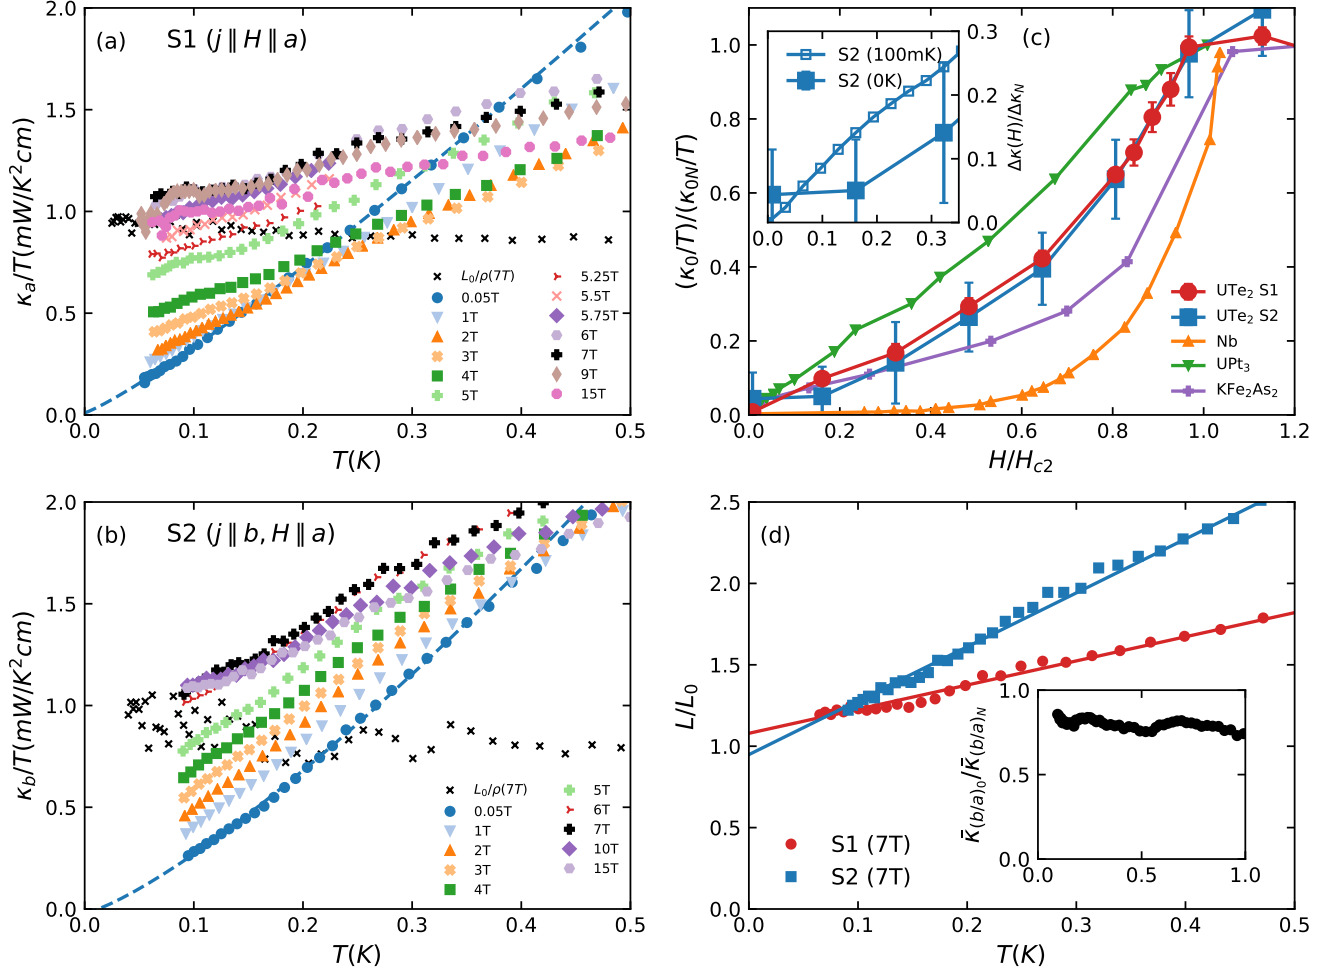 (a) S1 (j ∥ H ∥ a)
κa/T(mW/K²cm)
2.0
1.5
1.0
0.5
0.0
L₀/ρ(7T)
0.05T
1T
2T
3T
4T
5T
5.25T
5.5T
5.75T
6T
7T
9T
15T
0.0 0.1 0.2 0.3 0.4 0.5
T(K)
(c)
(κ₀/T)/(κ₀N/T)
1.0
0.8
0.6
0.4
0.2
0.0
S2 (100mK)
S2 (0K)
0.3
0.2
0.1
0.0
Δκ(H)/ΔκN
0.0 0.1 0.2 0.3
UTe₂ S1
UTe₂ S2
Nb
UPt₃
KFe₂As₂
0.0 0.2 0.4 0.6 0.8 1.0 1.2
H/Hc2
(b) S2 (j ∥ b, H ∥ a)
κb/T(mW/K²cm)
2.0
1.5
1.0
0.5
0.0
L₀/ρ(7T)
0.05T
1T
2T
3T
4T
5T
6T
7T
10T
15T
0.0 0.1 0.2 0.3 0.4 0.5
T(K)
(d)
L/L₀
2.5
2.0
1.5
1.0
0.5
0.0
S1 (7T)
S2 (7T)
κ̄(b/a)₀/κ̄(b/a)N
1.0
0.5
0.0
0.0 0.5 1.0
0.0 0.1 0.2 0.3 0.4 0.5
T(K)